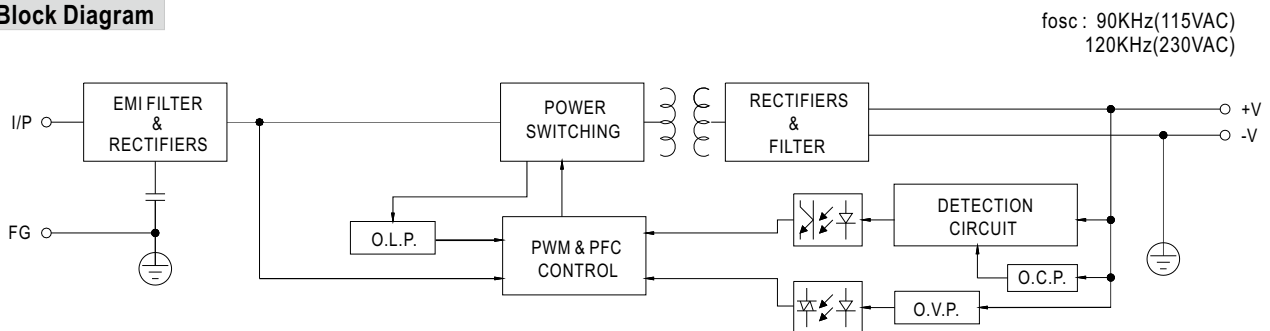 Block Diagram
fosc : 90KHz(115VAC)
120KHz(230VAC)
I/P
EMI FILTER
&
RECTIFIERS
POWER
SWITCHING
RECTIFIERS
&
FILTER
+V
-V
FG
O.L.P.
PWM & PFC
CONTROL
DETECTION
CIRCUIT
O.C.P.
O.V.P.